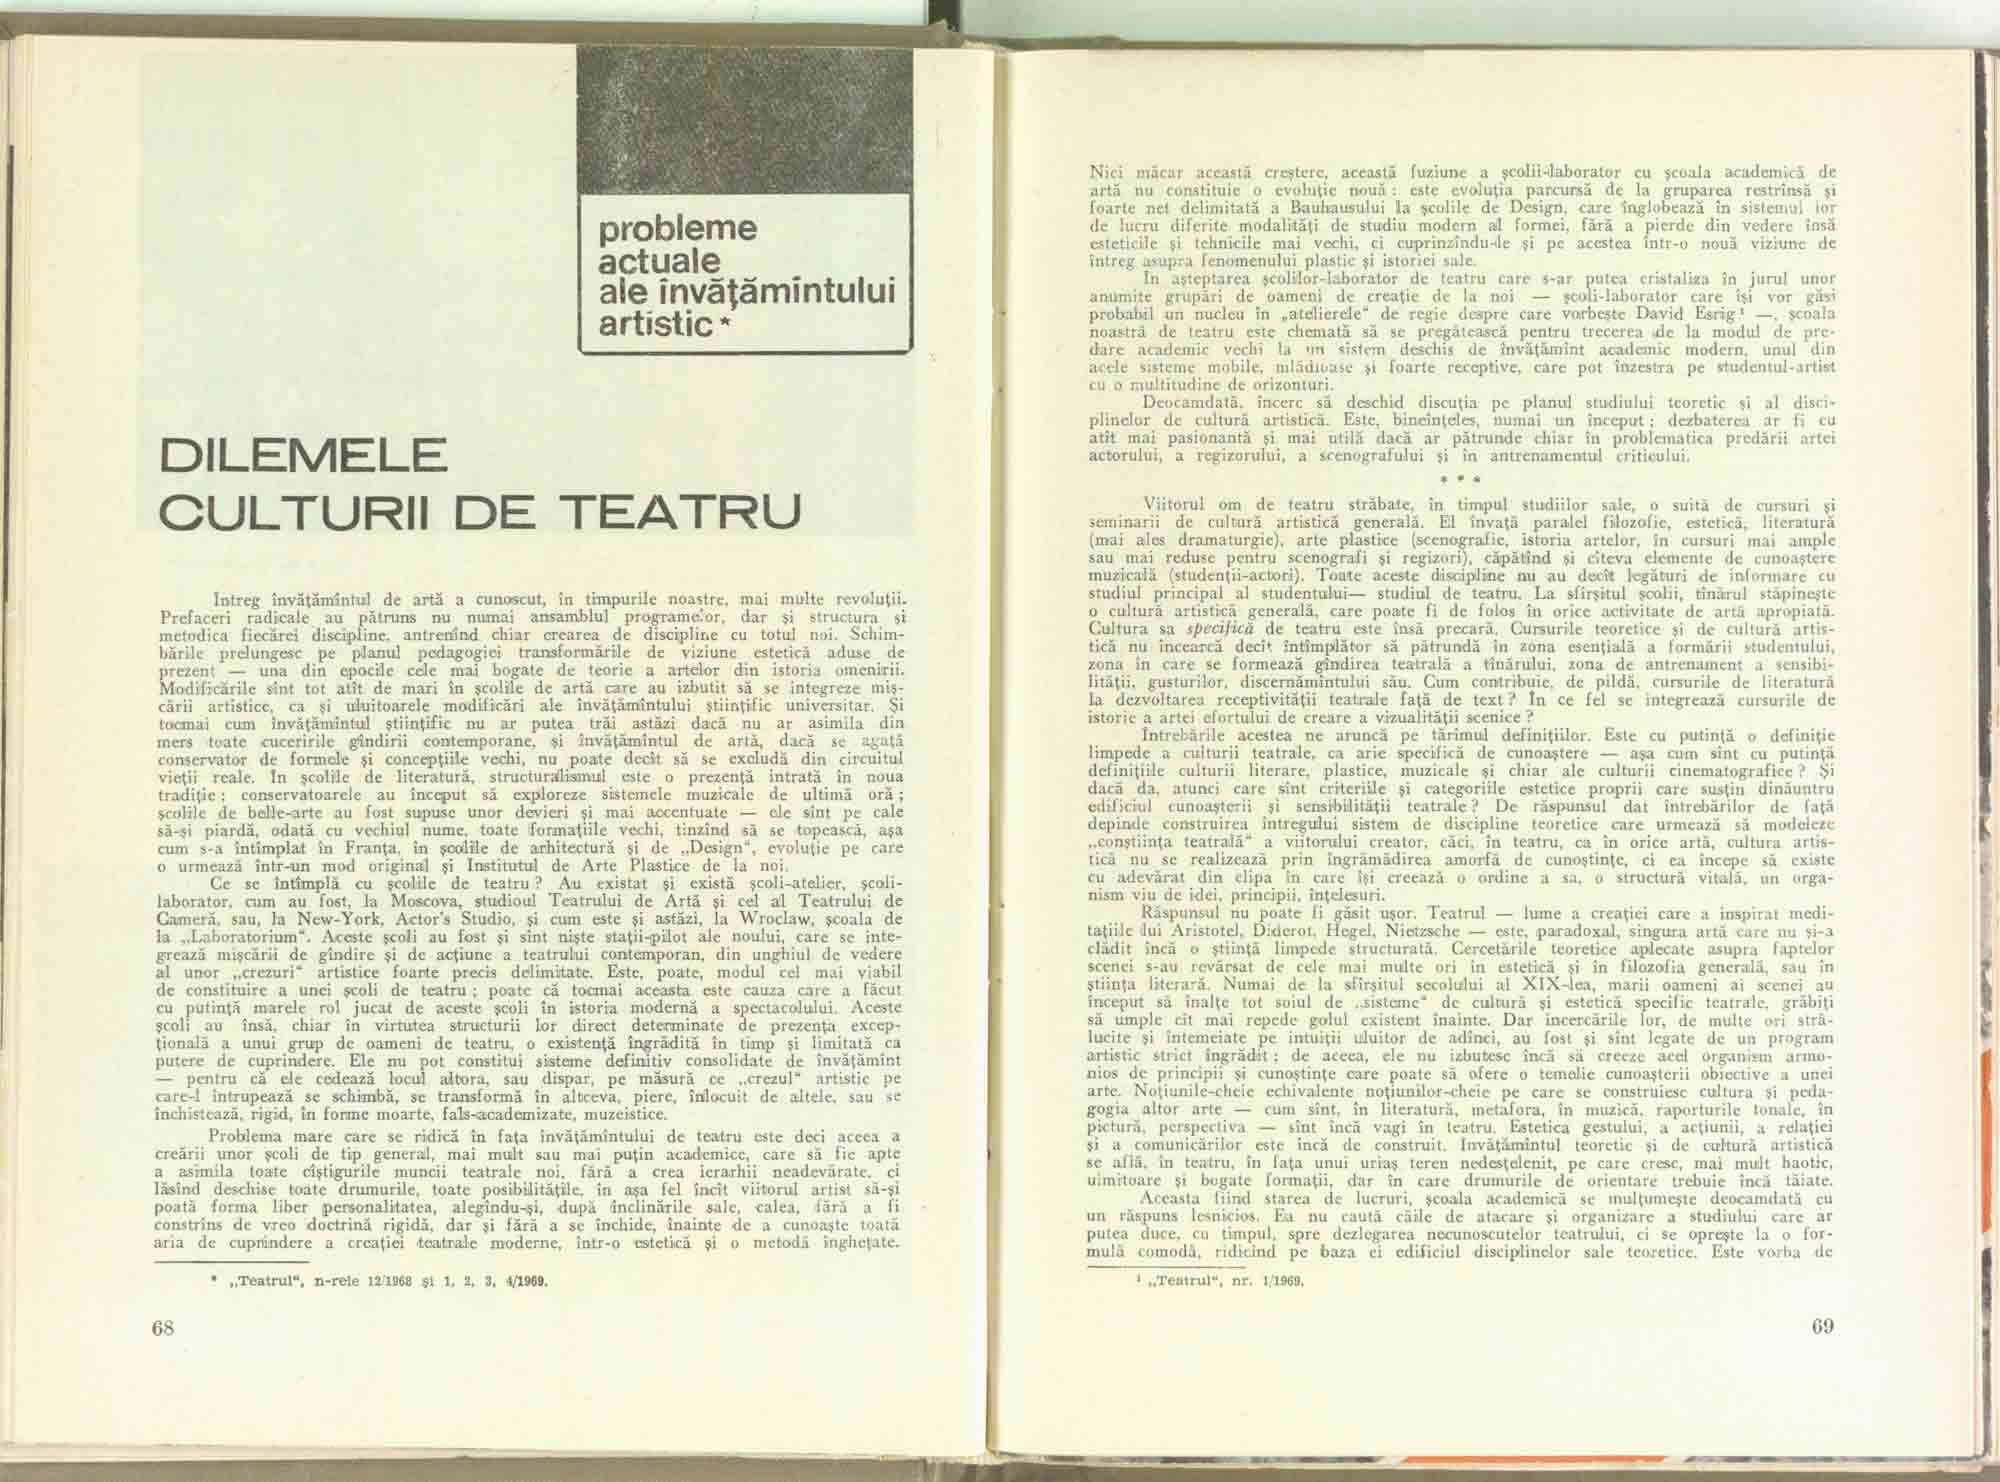 probleme
actuale
ale învăţămîntului
artistic*
DILEMELE
CULTURII DE TEATRU
Intreg învăţămîntul de artă a cunoscut, în timpurile noastre, mai multe revoluţii.
Prefaceri radicale au pătruns nu numai ansamblul programelor, dar şi structura şi
metodica fiecărei discipline, antrenînd chiar crearea de discipline cu totul noi. Schim-
bările prelungesc pe planul pedagogiei transformările de viziune estetică aduse de
prezent — una din epocile cele mai bogate de teorie a artelor din istoria omenirii.
Modificările sînt tot atît de mari în şcolile de artă care au izbutit să se integreze miş-
cării artistice, ca şi uluitoarele modificări ale învăţămîntului ştiinţific universitar. Şi
tocmai cum învăţămîntul ştiinţific nu ar putea trăi astăzi dacă nu ar asimila din
mers toate cuceririle gîndirii contemporane, şi învăţămîntul de artă, dacă se agaţă
conservator de formele şi concepţiile vechi, nu poate decît să se excludă din circuitul
vieţii reale. In şcolile de literatură, structuralismul este o prezenţă intrată în noua
tradiţie ; conservatoarele au început să exploreze sistemele muzicale de ultimă oră ;
şcolile de belle-arte au fost supuse unor devieri şi mai accentuate — ele sînt pe cale
să-şi piardă, odată cu vechiul nume, toate formaţiile vechi, tinzînd să se topească, aşa
cum s-a întîmplat în Franţa, în şcolile de arhitectură şi de „Design“, evoluţie pe care
o urmează într-un mod original şi Institutul de Arte Plastice de la noi.
Ce se întîmplă cu şcolile de teatru ? Au existat şi există şcoli-atelier, şcoli-
laborator, cum au fost, la Moscova, studioul Teatrului de Artă şi cel al Teatrului de
Cameră, sau, la New-York, Actor's Studio, şi cum este şi astăzi, la Wroclaw, şcoala de
la „Laboratorium“. Aceste şcoli au fost şi sînt nişte staţii-pilot ale noului, care se inte-
grează mişcării de gîndire şi de acţiune a teatrului contemporan, din unghiul de vedere
al unor „crezuri“ artistice foarte precis delimitate. Este, poate, modul cel mai viabil
de constituire a unei şcoli de teatru ; poate că tocmai aceasta este cauza care a făcut
cu putinţă marele rol jucat de aceste şcoli în istoria modernă a spectacolului. Aceste
şcoli au însă, chiar în virtutea structurii lor direct determinate de prezenţa excep-
ţională a unui grup de oameni de teatru, o existenţă îngrădită în timp şi limitată ca
putere de cuprindere. Ele nu pot constitui sisteme definitiv consolidate de învăţămînt
— pentru că ele cedează locul altora, sau dispar, pe măsură ce „crezul“ artistic pe
care-l întrupează se schimbă, se transformă în altceva, piere, înlocuit de altele, sau se
închistează, rigid, în forme moarte, fals-academizate, muzeistice.
Problema mare care se ridică în faţa învăţămîntului de teatru este deci aceea a
creării unor şcoli de tip general, mai mult sau mai puţin academice, care să fie apte
a asimila toate cîştigurile muncii teatrale noi, fără a crea ierarhii neadevărate, ci
lăsînd deschise toate drumurile, toate posibilităţile, în aşa fel încît viitorul artist să-şi
poată forma liber personalitatea, alegîndu-şi, după înclinările sale, calea, fără a fi
constrîns de vreo doctrină rigidă, dar şi fără a se închide, înainte de a cunoaşte toată
aria de cuprindere a creaţiei teatrale moderne, într-o estetică şi o metodă îngheţate.
* „Teatrul“, n-rele 12/1968 şi 1, 2, 3, 4/1969.
68
Nici măcar această creştere, această fuziune a şcolii-laborator cu şcoala academică de
artă nu constituie o evoluţie nouă : este evoluţia parcursă de la gruparea restrînsă şi
foarte net delimitată a Bauhausului la şcolile de Design, care înglobează în sistemul lor
de lucru diferite modalităţi de studiu modern al formei, fără a pierde din vedere însă
esteticile şi tehnicile mai vechi, ci cuprinzîndu-le şi pe acestea într-o nouă viziune de
întreg asupra fenomenului plastic şi istoriei sale.
In aşteptarea şcolilor-laborator de teatru care s-ar putea cristaliza în jurul unor
anumite grupări de oameni de creaţie de la noi — şcoli-laborator care îşi vor găsi
probabil un nucleu în „atelierele“ de regie despre care vorbeşte David Esrig¹ —, şcoala
noastră de teatru este chemată să se pregătească pentru trecerea de la modul de pre-
dare academic vechi la un sistem deschis de învăţămînt academic modern, unul din
acele sisteme mobile, mlădioase şi foarte receptive, care pot înzestra pe studentul-artist
cu o multitudine de orizonturi.
Deocamdată, încerc să deschid discuţia pe planul studiului teoretic şi al disci-
plinelor de cultură artistică. Este, bineînţeles, numai un început ; dezbaterea ar fi cu
atît mai pasionantă şi mai utilă dacă ar pătrunde chiar în problematica predării artei
actorului, a regizorului, a scenografului şi în antrenamentul criticului.
* * *
Viitorul om de teatru străbate, în timpul studiilor sale, o suită de cursuri şi
seminarii de cultură artistică generală. El învaţă paralel filozofie, estetică, literatură
(mai ales dramaturgie), arte plastice (scenografie, istoria artelor, în cursuri mai ample
sau mai reduse pentru scenografi şi regizori), căpătînd şi cîteva elemente de cunoaştere
muzicală (studenţii-actori). Toate aceste discipline nu au decît legături de informare cu
studiul principal al studentului— studiul de teatru. La sfîrşitul şcolii, tînărul stăpîneşte
o cultură artistică generală, care poate fi de folos în orice activitate de artă apropiată.
Cultura sa specifică de teatru este însă precară. Cursurile teoretice şi de cultură artis-
tică nu încearcă decît întîmplător să pătrundă în zona esenţială a formării studentului,
zona în care se formează gîndirea teatrală a tînărului, zona de antrenament a sensibi-
lităţii, gusturilor, discernămîntului său. Cum contribuie, de pildă, cursurile de literatură
la dezvoltarea receptivităţii teatrale faţă de text ? În ce fel se integrează cursurile de
istorie a artei efortului de creare a vizualităţii scenice ?
Întrebările acestea ne aruncă pe tărîmul definiţiilor. Este cu putinţă o definiţie
limpede a culturii teatrale, ca arie specifică de cunoaştere — aşa cum sînt cu putinţă
definiţiile culturii literare, plastice, muzicale şi chiar ale culturii cinematografice ? Şi
dacă da, atunci care sînt criteriile şi categoriile estetice proprii care susţin dinăuntru
edificiul cunoaşterii şi sensibilităţii teatrale ? De răspunsul dat întrebărilor de faţă
depinde construirea întregului sistem de discipline teoretice care urmează să modeleze
„conştiinţa teatrală“ a viitorului creator, căci, în teatru, ca în orice artă, cultura artis-
tică nu se realizează prin îngrămădirea amorfă de cunoştinţe, ci ea începe să existe
cu adevărat din clipa în care îşi creează o ordine a sa, o structură vitală, un orga-
nism viu de idei, principii, înţelesuri.
Răspunsul nu poate fi găsit uşor. Teatrul — lume a creaţiei care a inspirat medi-
taţiile lui Aristotel, Diderot, Hegel, Nietzsche — este, paradoxal, singura artă care nu şi-a
clădit încă o ştiinţă limpede structurată. Cercetările teoretice aplecate asupra faptelor
scenei s-au revărsat de cele mai multe ori în estetică şi în filozofia generală, sau în
ştiinţa literară. Numai de la sfîrşitul secolului al XIX-lea, marii oameni ai scenei au
început să înalţe tot soiul de „sisteme“ de cultură şi estetică specific teatrale, grăbiţi
să umple cît mai repede golul existent înainte. Dar incercările lor, de multe ori stră-
lucite şi întemeiate pe intuiţii uluitor de adînci, au fost şi sînt legate de un program
artistic strict îngrădit ; de aceea, ele nu izbutesc încă să creeze acel organism armo-
nios de principii şi cunoştinţe care poate să ofere o temelie cunoaşterii obiective a unei
arte. Noţiunile-cheie echivalente noţiunilor-cheie pe care se construiesc cultura şi peda-
gogia altor arte — cum sînt, în literatură, metafora, în muzică, raporturile tonale, în
pictură, perspectiva — sînt încă vagi în teatru. Estetica gestului, a acţiunii, a relaţiei
şi a comunicărilor este incă de construit. Invăţămîntul teoretic şi de cultură artistică
se află, în teatru, în faţa unui uriaş teren nedesţelenit, pe care cresc, mai mult haotic,
uimitoare şi bogate formaţii, dar în care drumurile de orientare trebuie încă tăiate.
Aceasta fiind starea de lucruri, şcoala academică se mulţumeşte deocamdată cu
un răspuns lesnicios. Ea nu caută căile de atacare şi organizare a studiului care ar
putea duce, cu timpul, spre dezlegarea necunoscutelor teatrului, ci se opreşte la o for-
mulă comodă, ridicînd pe baza ei edificiul disciplinelor sale teoretice. Este vorba de
¹ „Teatrul“, nr. 1/1969.
69